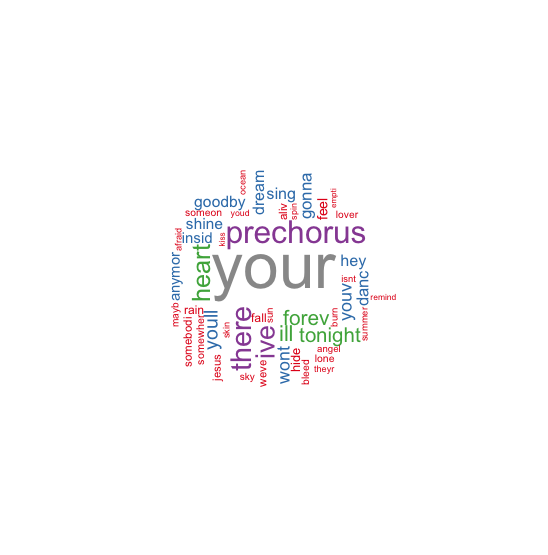 ocean
dream
sing
gonna
empti
goodby
someon
youd
aliv
spin
feel
lover
shine
insid
afraid
kiss
prechorus
your
heart
anymor
hey
isnt
youv
danc
remind
mayb
rain
somebodi
somewher
youll
skin
there
fall
sun
ive
forev
ill
tonight
burn
summer
jesus
sky
weve
wont
hide
bleed
angel
lone
theyr